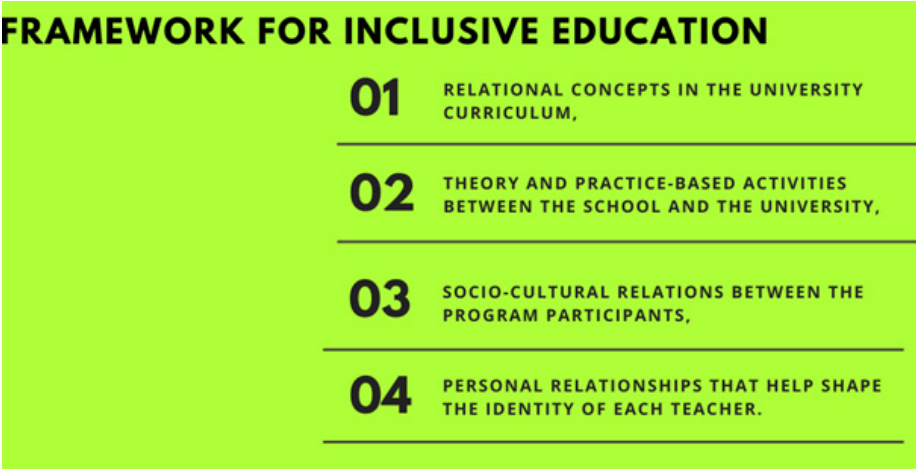 FRAMEWORK FOR INCLUSIVE EDUCATION
01
RELATIONAL CONCEPTS IN THE UNIVERSITY
CURRICULUM,
02
THEORY AND PRACTICE-BASED ACTIVITIES
BETWEEN THE SCHOOL AND THE UNIVERSITY,
03
SOCIO-CULTURAL RELATIONS BETWEEN THE
PROGRAM PARTICIPANTS,
04
PERSONAL RELATIONSHIPS THAT HELP SHAPE
THE IDENTITY OF EACH TEACHER.